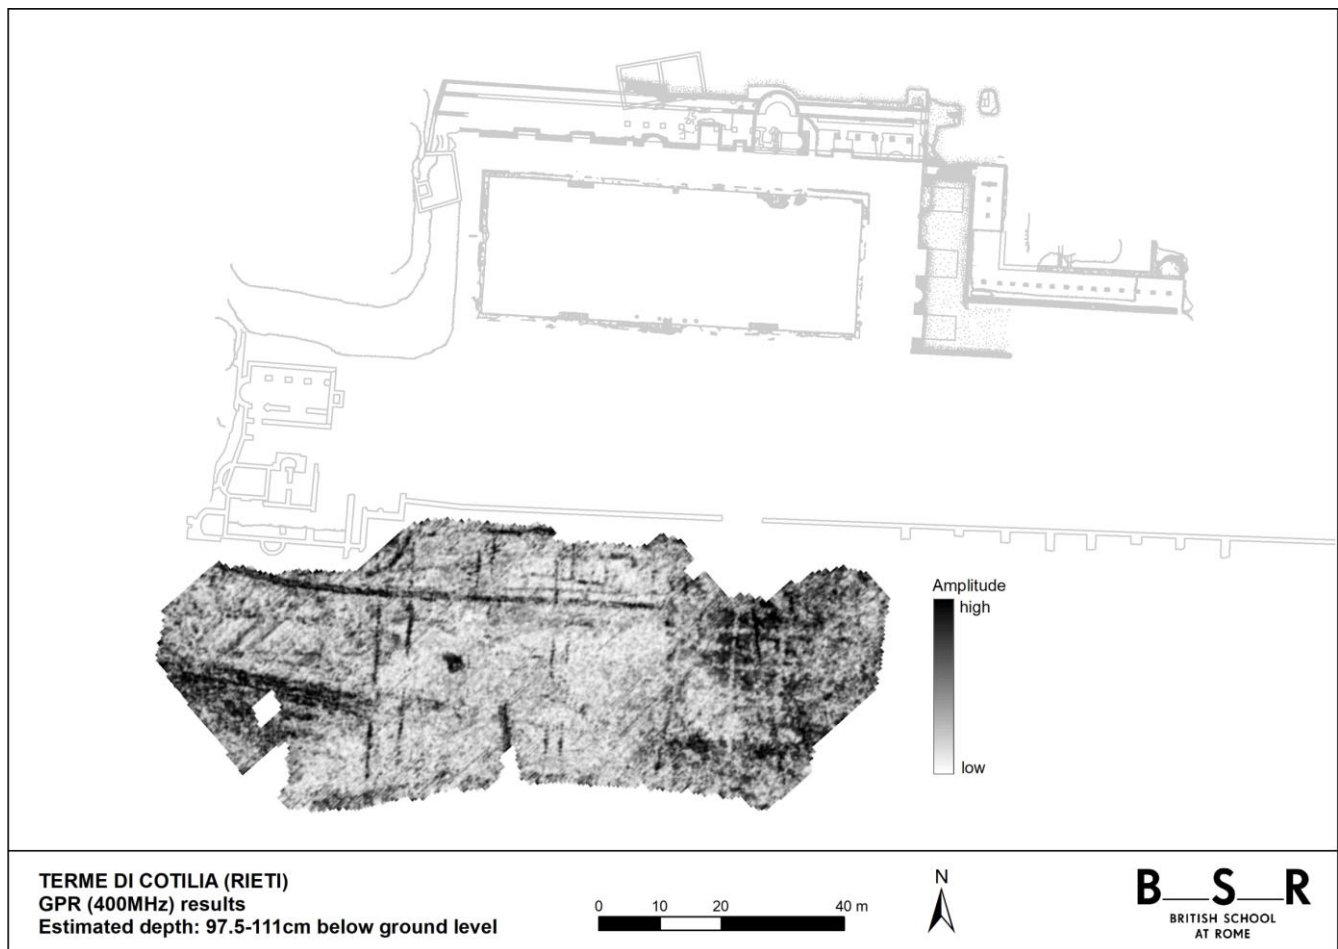 Amplitude
high
low
TERME DI COTILIA (RIETI)
GPR (400MHz) results
Estimated depth: 97.5-111cm below ground level
0 10 20 40 m
N
B__S__R
BRITISH SCHOOL
AT ROME